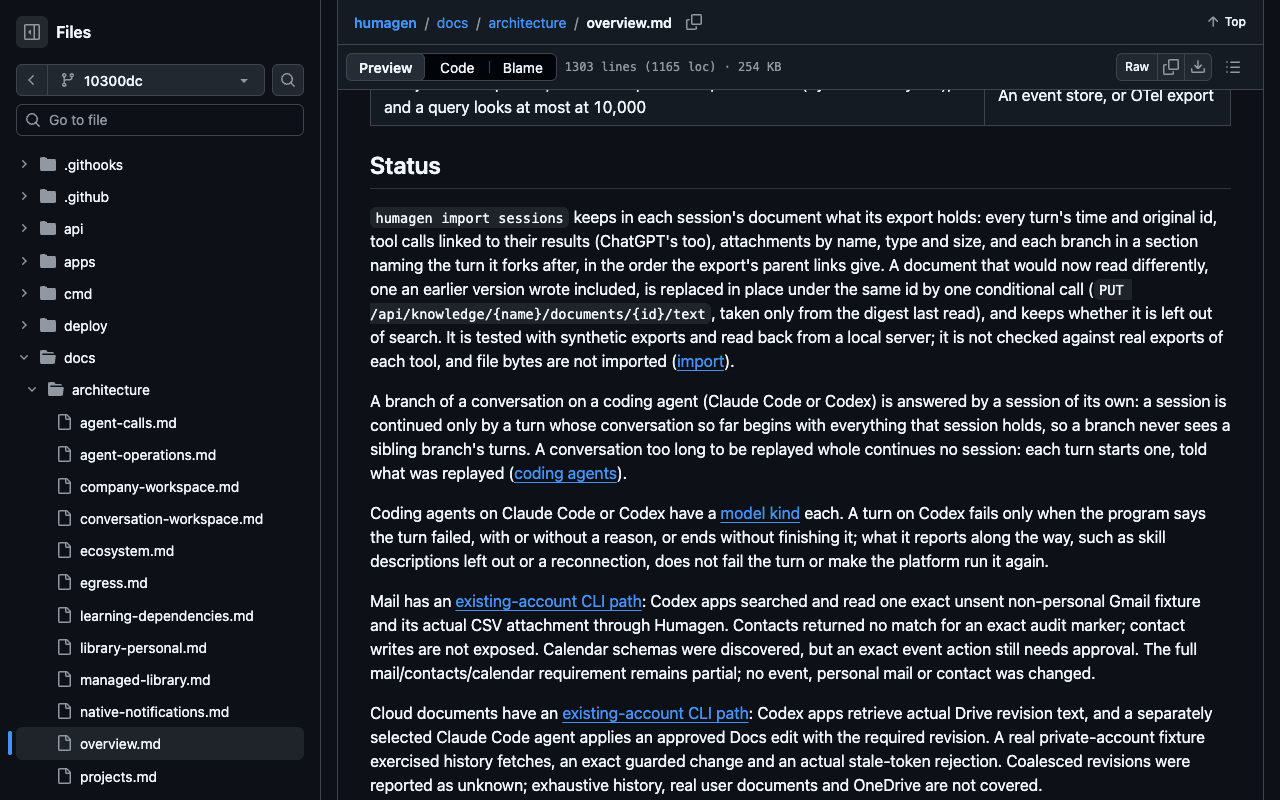 Files
humagen / docs / architecture / overview.md
Top
10300dc
Preview Code Blame 1303 lines (1165 loc) · 254 KB
Raw
Go to file
.githooks
.github
api
apps
cmd
deploy
docs
architecture
agent-calls.md
agent-operations.md
company-workspace.md
conversation-workspace.md
ecosystem.md
egress.md
learning-dependencies.md
library-personal.md
managed-library.md
native-notifications.md
overview.md
projects.md
and a query looks at most at 10,000
An event store, or OTel export
Status
humagen import sessions keeps in each session's document what its export holds: every turn's time and original id,
tool calls linked to their results (ChatGPT's too), attachments by name, type and size, and each branch in a section
naming the turn it forks after, in the order the export's parent links give. A document that would now read differently,
one an earlier version wrote included, is replaced in place under the same id by one conditional call ( PUT
/api/knowledge/{name}/documents/{id}/text , taken only from the digest last read), and keeps whether it is left out
of search. It is tested with synthetic exports and read back from a local server; it is not checked against real exports of
each tool, and file bytes are not imported (import).
A branch of a conversation on a coding agent (Claude Code or Codex) is answered by a session of its own: a session is
continued only by a turn whose conversation so far begins with everything that session holds, so a branch never sees a
sibling branch's turns. A conversation too long to be replayed whole continues no session: each turn starts one, told
what was replayed (coding agents).
Coding agents on Claude Code or Codex have a model kind each. A turn on Codex fails only when the program says
the turn failed, with or without a reason, or ends without finishing it; what it reports along the way, such as skill
descriptions left out or a reconnection, does not fail the turn or make the platform run it again.
Mail has an existing-account CLI path: Codex apps searched and read one exact unsent non-personal Gmail fixture
and its actual CSV attachment through Humagen. Contacts returned no match for an exact audit marker; contact
writes are not exposed. Calendar schemas were discovered, but an exact event action still needs approval. The full
mail/contacts/calendar requirement remains partial; no event, personal mail or contact was changed.
Cloud documents have an existing-account CLI path: Codex apps retrieve actual Drive revision text, and a separately
selected Claude Code agent applies an approved Docs edit with the required revision. A real private-account fixture
exercised history fetches, an exact guarded change and an actual stale-token rejection. Coalesced revisions were
reported as unknown; exhaustive history, real user documents and OneDrive are not covered.